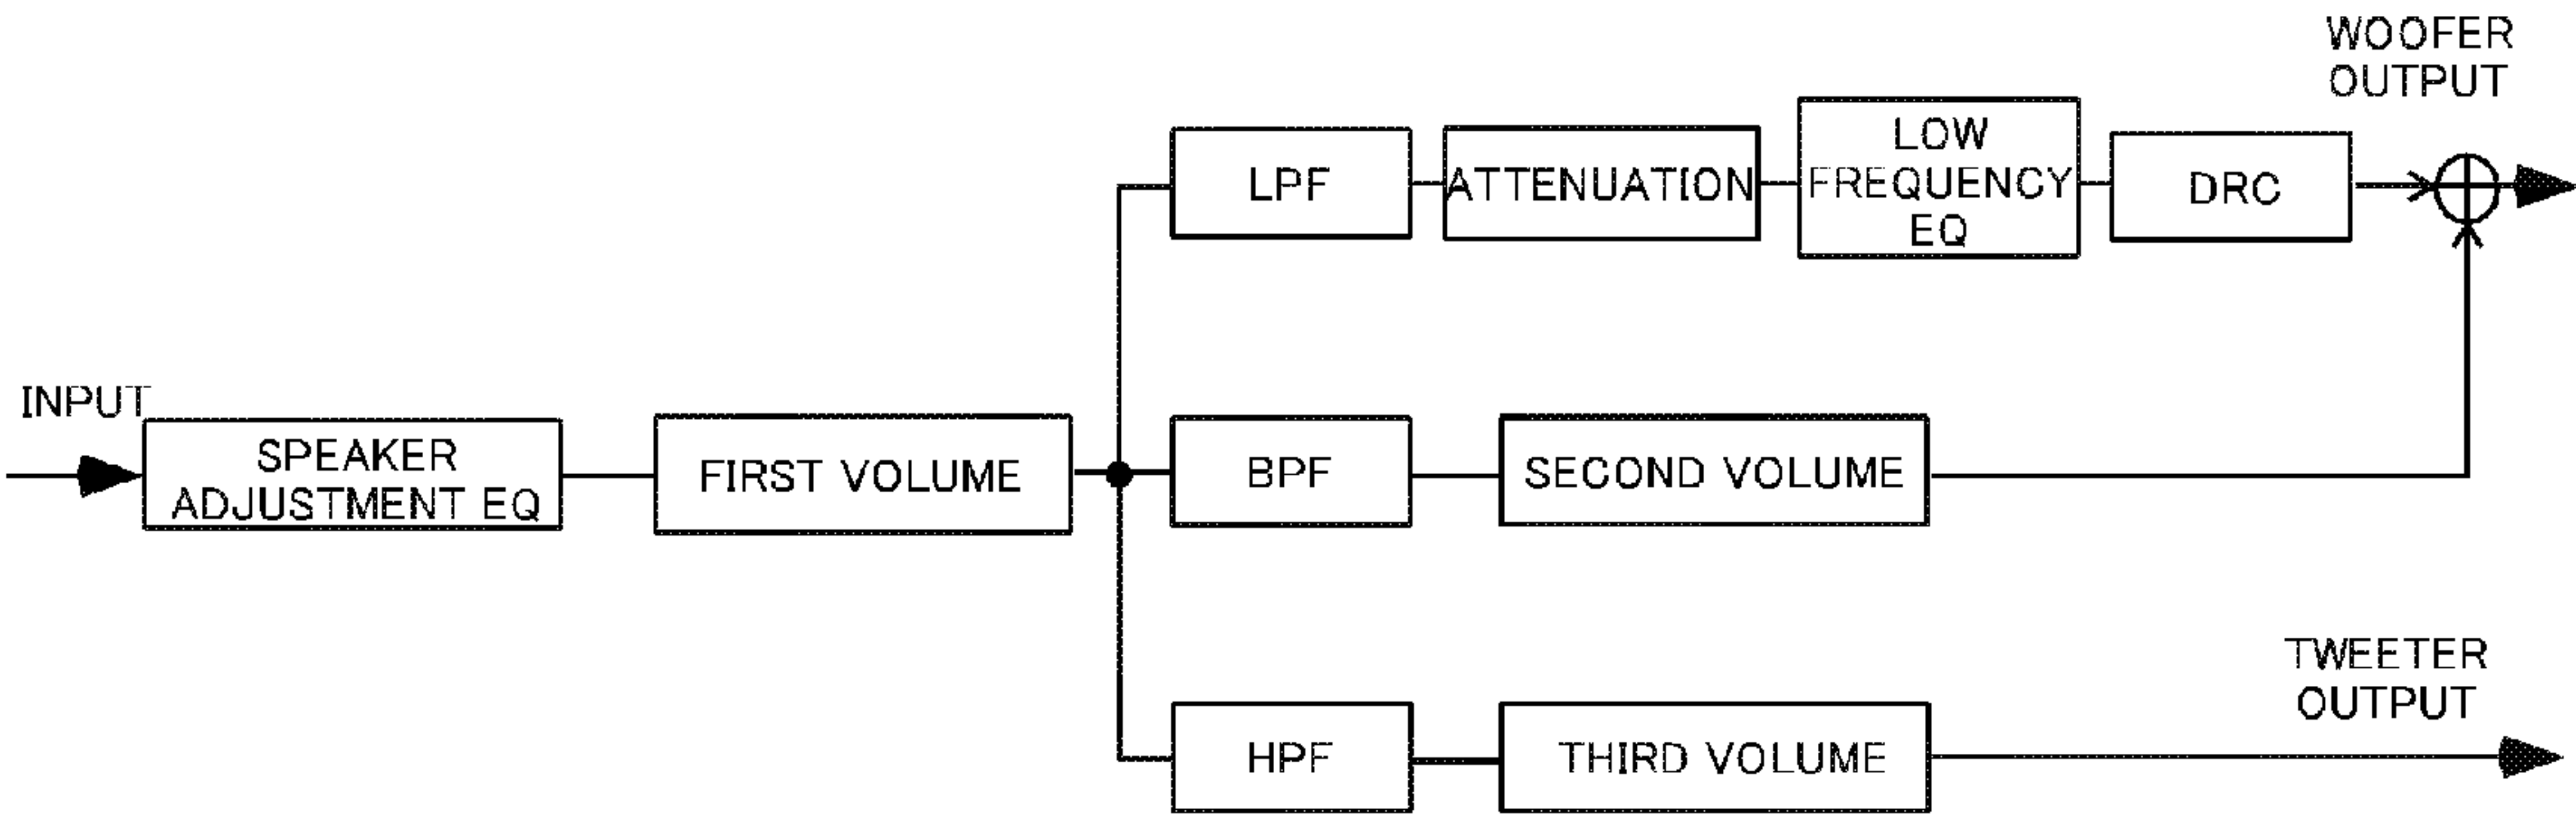 WOOFER
OUTPUT
LPF
ATTENUATION
LOW
FREQUENCY
EQ
DRC
INPUT
SPEAKER
ADJUSTMENT EQ
FIRST VOLUME
BPF
SECOND VOLUME
TWEETER
OUTPUT
HPF
THIRD VOLUME